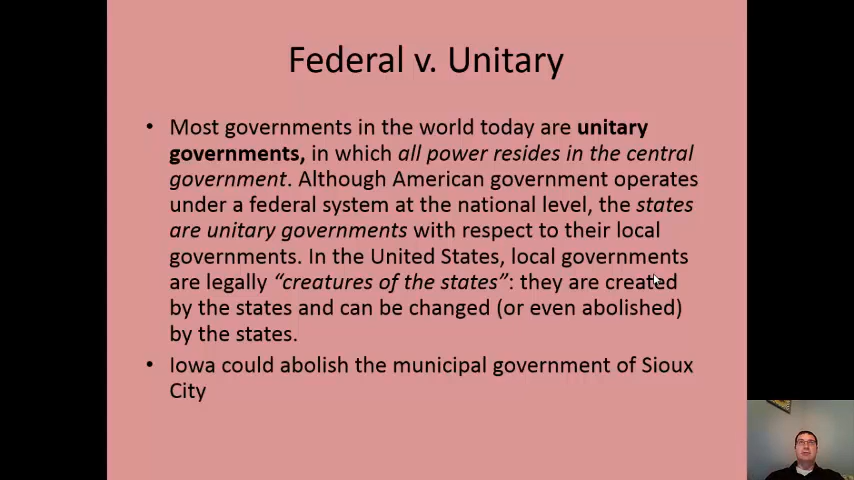 Federal v. Unitary
• Most governments in the world today are unitary
governments, in which all power resides in the central
government. Although American government operates
under a federal system at the national level, the states
are unitary governments with respect to their local
governments. In the United States, local governments
are legally “creatures of the states”: they are created
by the states and can be changed (or even abolished)
by the states.
• Iowa could abolish the municipal government of Sioux
City